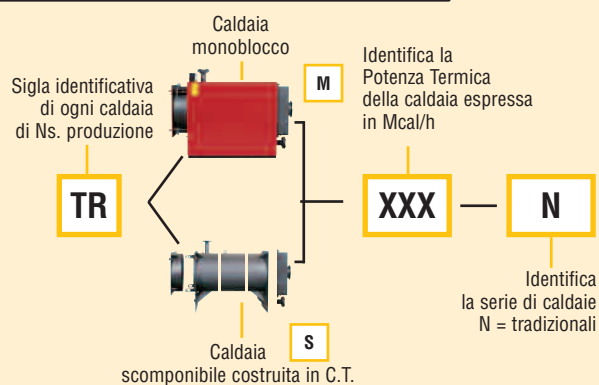 Caldaia
monoblocco
M
Identifica la
Potenza Termica
della caldaia espressa
in Mcal/h
Sigla identificativa
di ogni caldaia
di Ns. produzione
TR
XXX
N
Identifica
la serie di caldaie
N = tradizionali
S
Caldaia
scomponibile costruita in C.T.